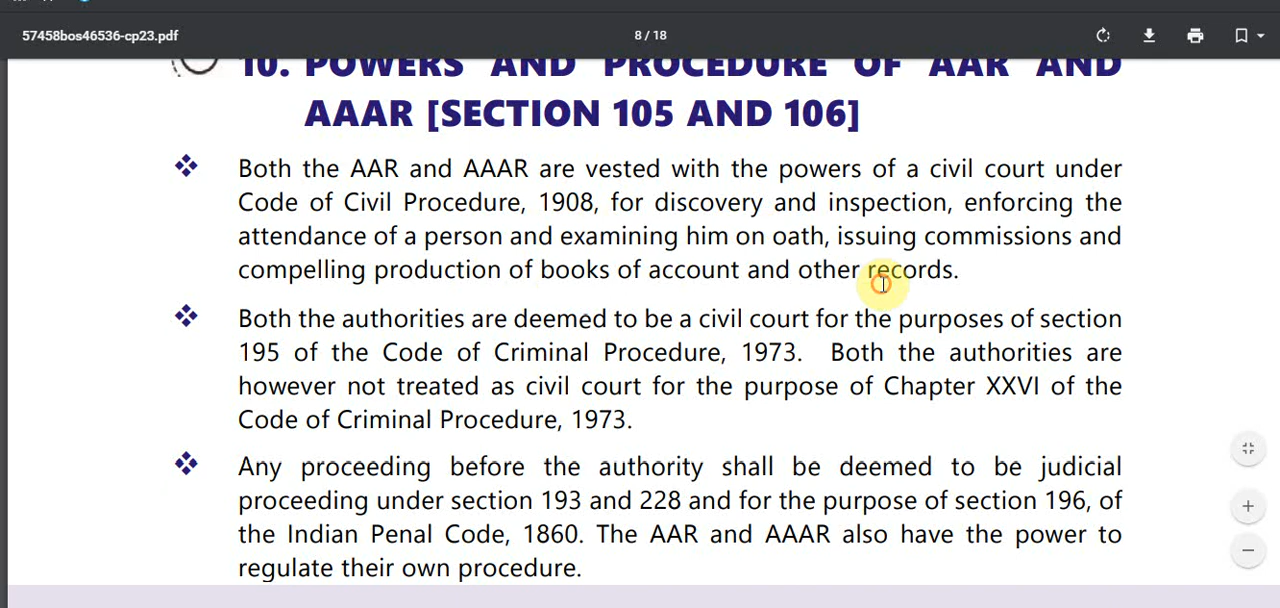 57458bos46536-cp23.pdf
8 / 18
10. POWERS AND PROCEDURE OF AAR AND
AAAR [SECTION 105 AND 106]
Both the AAR and AAAR are vested with the powers of a civil court under
Code of Civil Procedure, 1908, for discovery and inspection, enforcing the
attendance of a person and examining him on oath, issuing commissions and
compelling production of books of account and other records.
Both the authorities are deemed to be a civil court for the purposes of section
195 of the Code of Criminal Procedure, 1973. Both the authorities are
however not treated as civil court for the purpose of Chapter XXVI of the
Code of Criminal Procedure, 1973.
Any proceeding before the authority shall be deemed to be judicial
proceeding under section 193 and 228 and for the purpose of section 196, of
the Indian Penal Code, 1860. The AAR and AAAR also have the power to
regulate their own procedure.